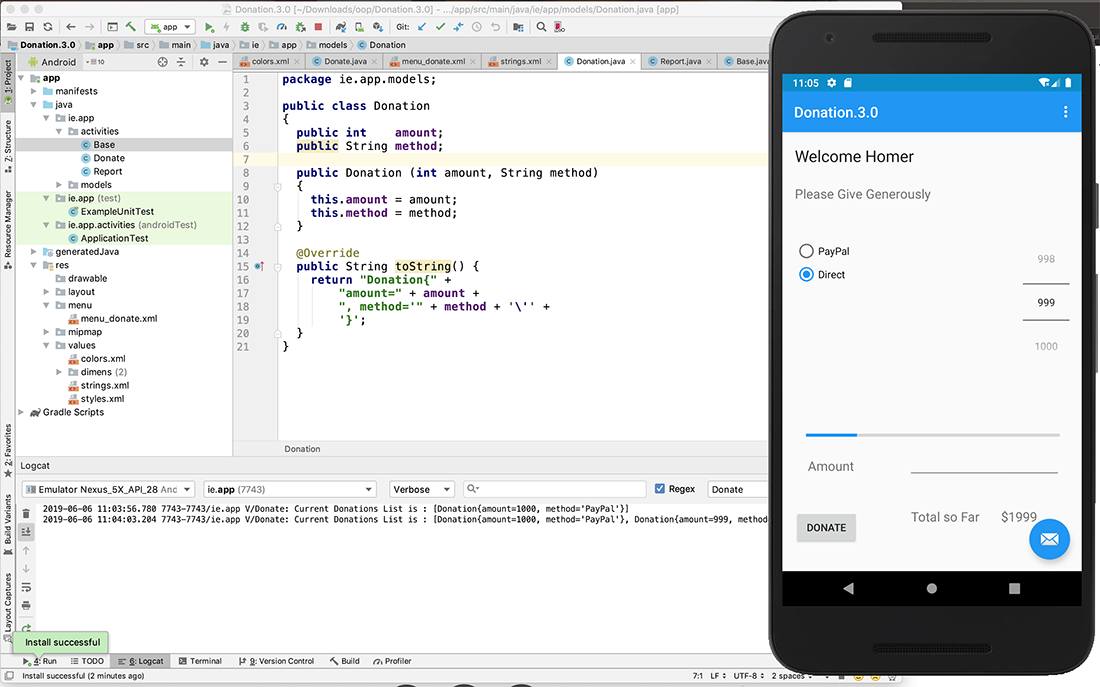 Donation.3.0 [~/Downloads/oop/Donation.3.0] - .../app/src/main/java/ie/app/models/Donation.java [app]
app
Git:
Donation.3.0 app src main java ie app models Donation
1: Project
Z: Structure
Resource Manager
2: Favorites
Build Variants
Layout Captures
Android
10
colors.xml Donate.java menu_donate.xml strings.xml Donation.java Report.java Base.java
app
manifests
java
ie.app
activities
Base
Donate
Report
models
ie.app (test)
ExampleUnitTest
ie.app.activities (androidTest)
ApplicationTest
generatedJava
res
drawable
layout
menu
menu_donate.xml
mipmap
values
colors.xml
dimens (2)
strings.xml
styles.xml
Gradle Scripts
1 package ie.app.models;
2
3 public class Donation
4 {
5 public int amount;
6 public String method;
7
8 public Donation (int amount, String method)
9 {
10 this.amount = amount;
11 this.method = method;
12 }
13
14 @Override
15 public String toString() {
16 return "Donation{" +
17 "amount=" + amount +
18 ", method='" + method + '\'' +
19 '}';
20 }
21 }
Donation
Logcat
Emulator Nexus_5X_API_28 And
ie.app (7743)
Verbose
Regex
Donate
2019-06-06 11:03:56.780 7743-7743/ie.app V/Donate: Current Donations List is : [Donation{amount=1000, method='PayPal'}]
2019-06-06 11:04:03.204 7743-7743/ie.app V/Donate: Current Donations List is : [Donation{amount=1000, method='PayPal'}, Donation{amount=999, method
Install successful
4: Run TODO 6: Logcat Terminal 9: Version Control Build Profiler
Install successful (2 minutes ago)
7:1 LF UTF-8 2 spaces
11:05
Donation.3.0
Welcome Homer
Please Give Generously
PayPal
Direct
998
999
1000
Amount
DONATE
Total so Far $1999